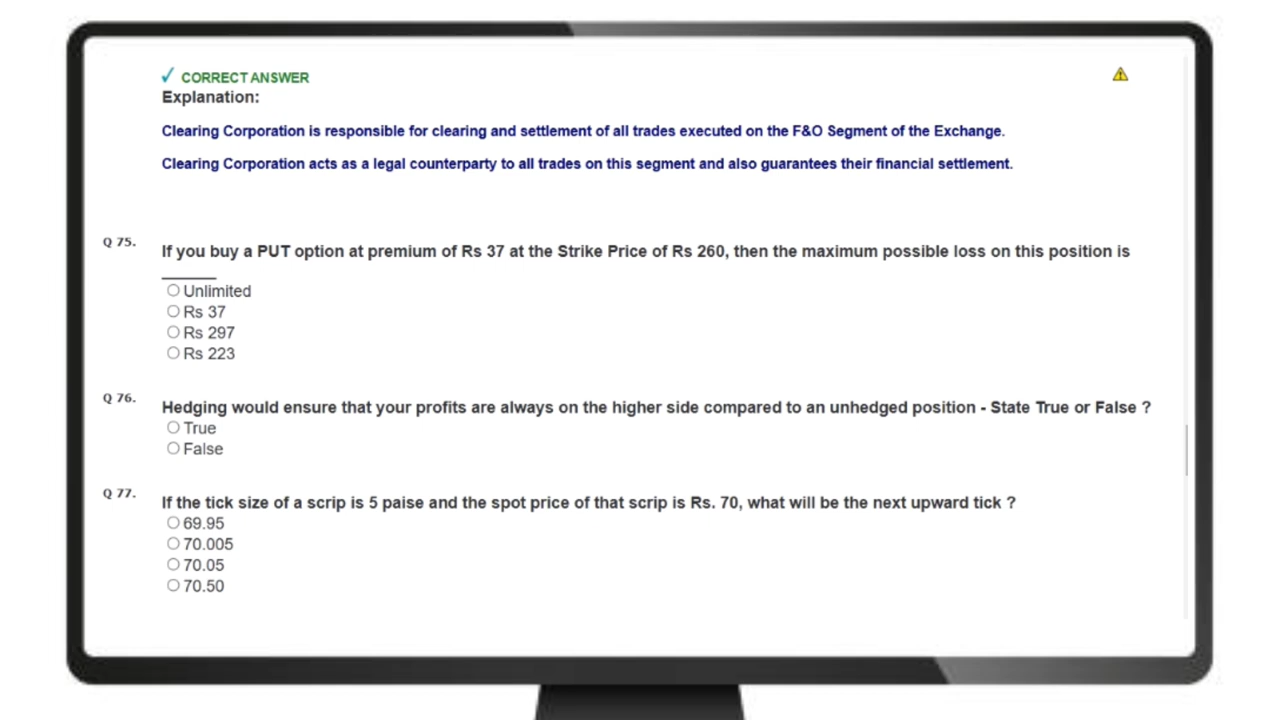 ✓ CORRECT ANSWER
Explanation:
Clearing Corporation is responsible for clearing and settlement of all trades executed on the F&O Segment of the Exchange.
Clearing Corporation acts as a legal counterparty to all trades on this segment and also guarantees their financial settlement.
Q 75. If you buy a PUT option at premium of Rs 37 at the Strike Price of Rs 260, then the maximum possible loss on this position is
______
Unlimited
Rs 37
Rs 297
Rs 223
Q 76. Hedging would ensure that your profits are always on the higher side compared to an unhedged position - State True or False ?
True
False
Q 77. If the tick size of a scrip is 5 paise and the spot price of that scrip is Rs. 70, what will be the next upward tick ?
69.95
70.005
70.05
70.50